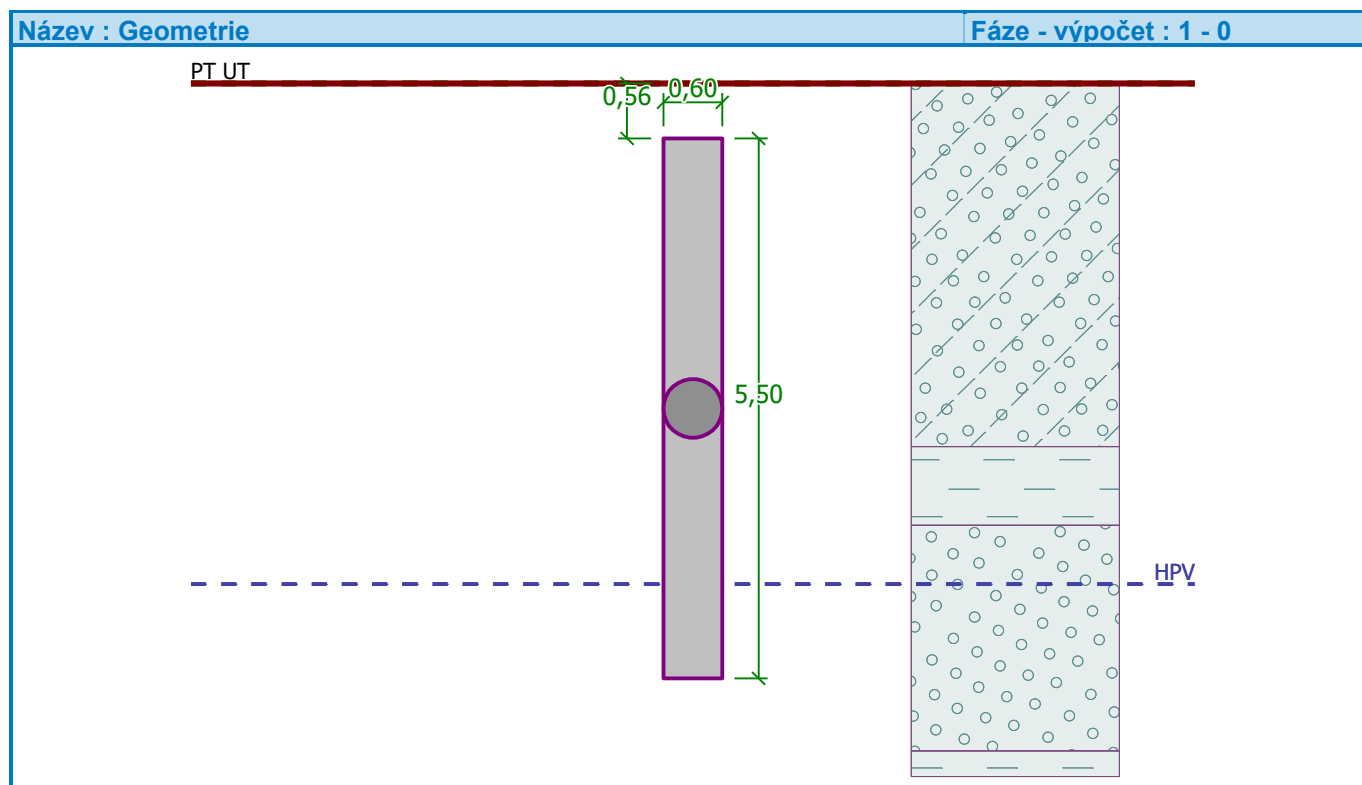 Název : Geometrie
Fáze - výpočet : 1 - 0
PT UT
0,56
0,60
5,50
HPV